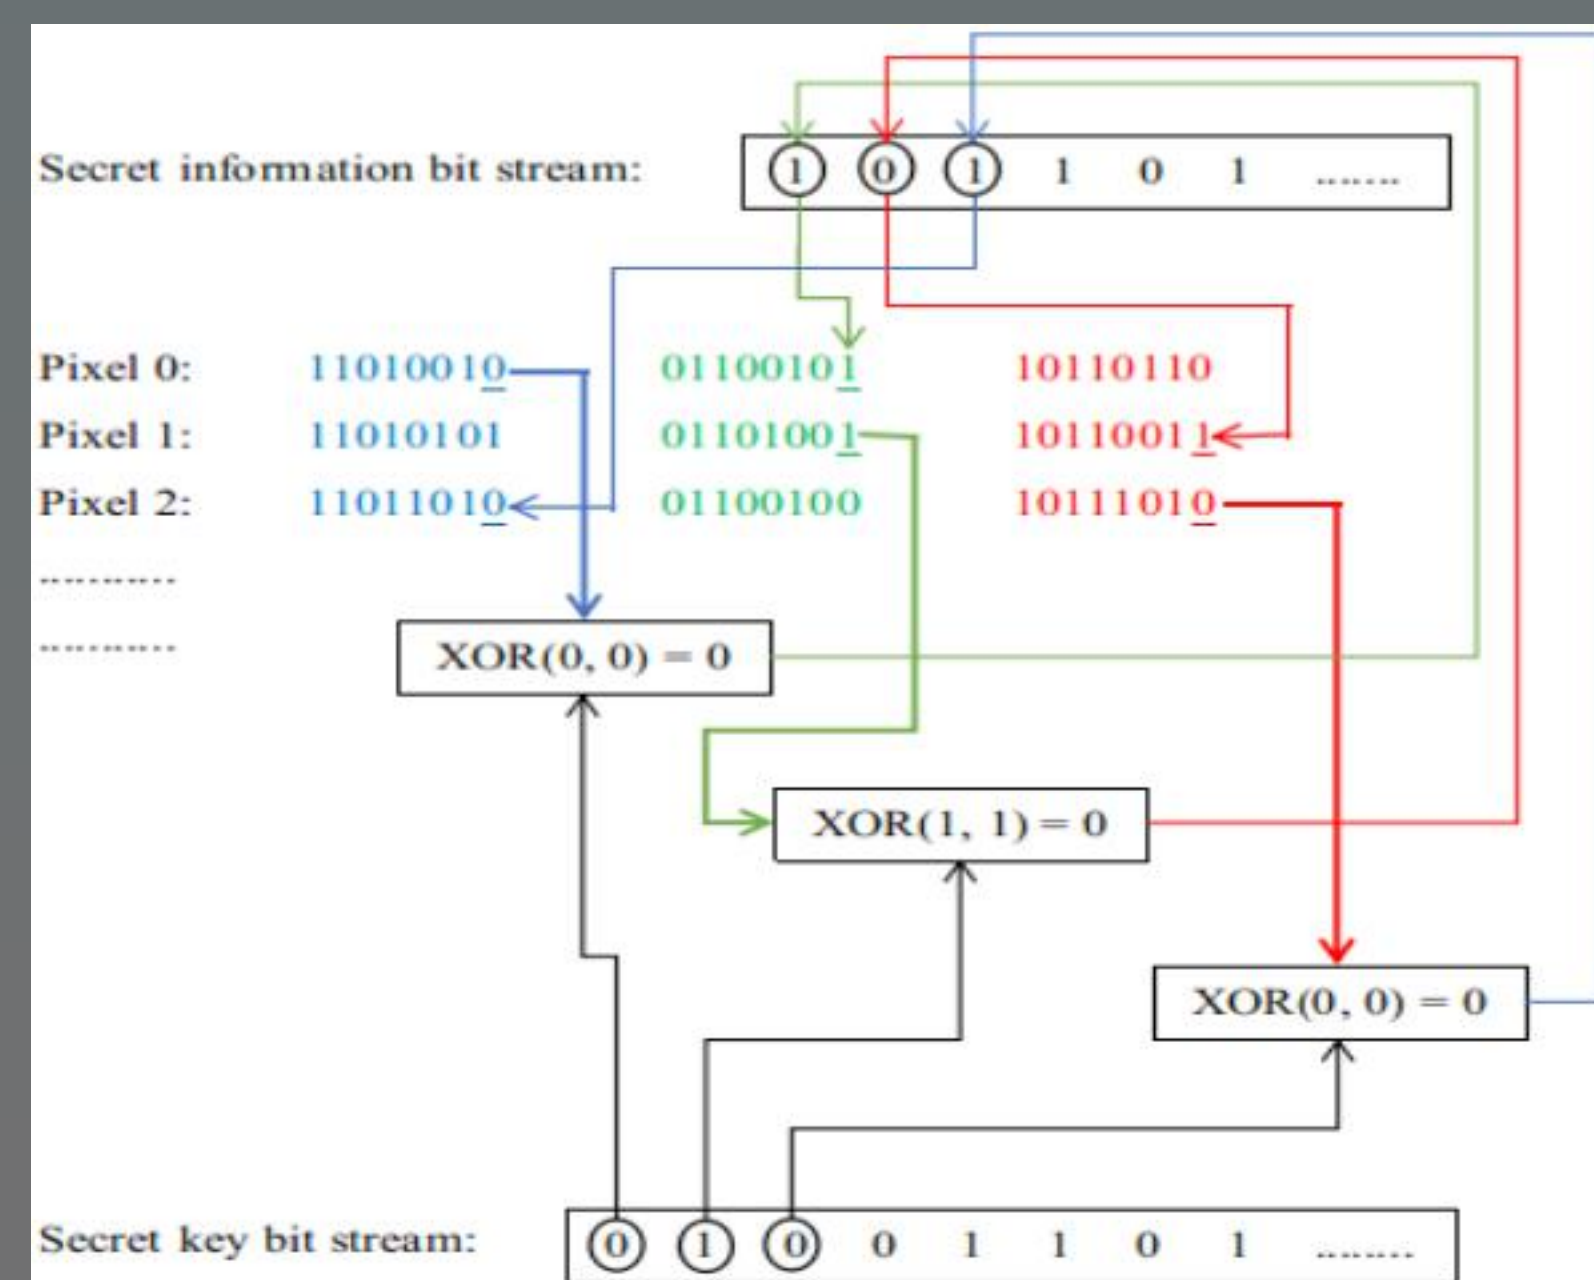 Secret information bit stream: 1 0 1 1 0 1 .......
Pixel 0: 11010010 01100101 10110110
Pixel 1: 11010101 01101001 10110011
Pixel 2: 11011010 01100100 10111010
...........
...........
XOR(0, 0) = 0
XOR(1, 1) = 0
XOR(0, 0) = 0
Secret key bit stream: 0 1 0 0 1 1 0 1 ........